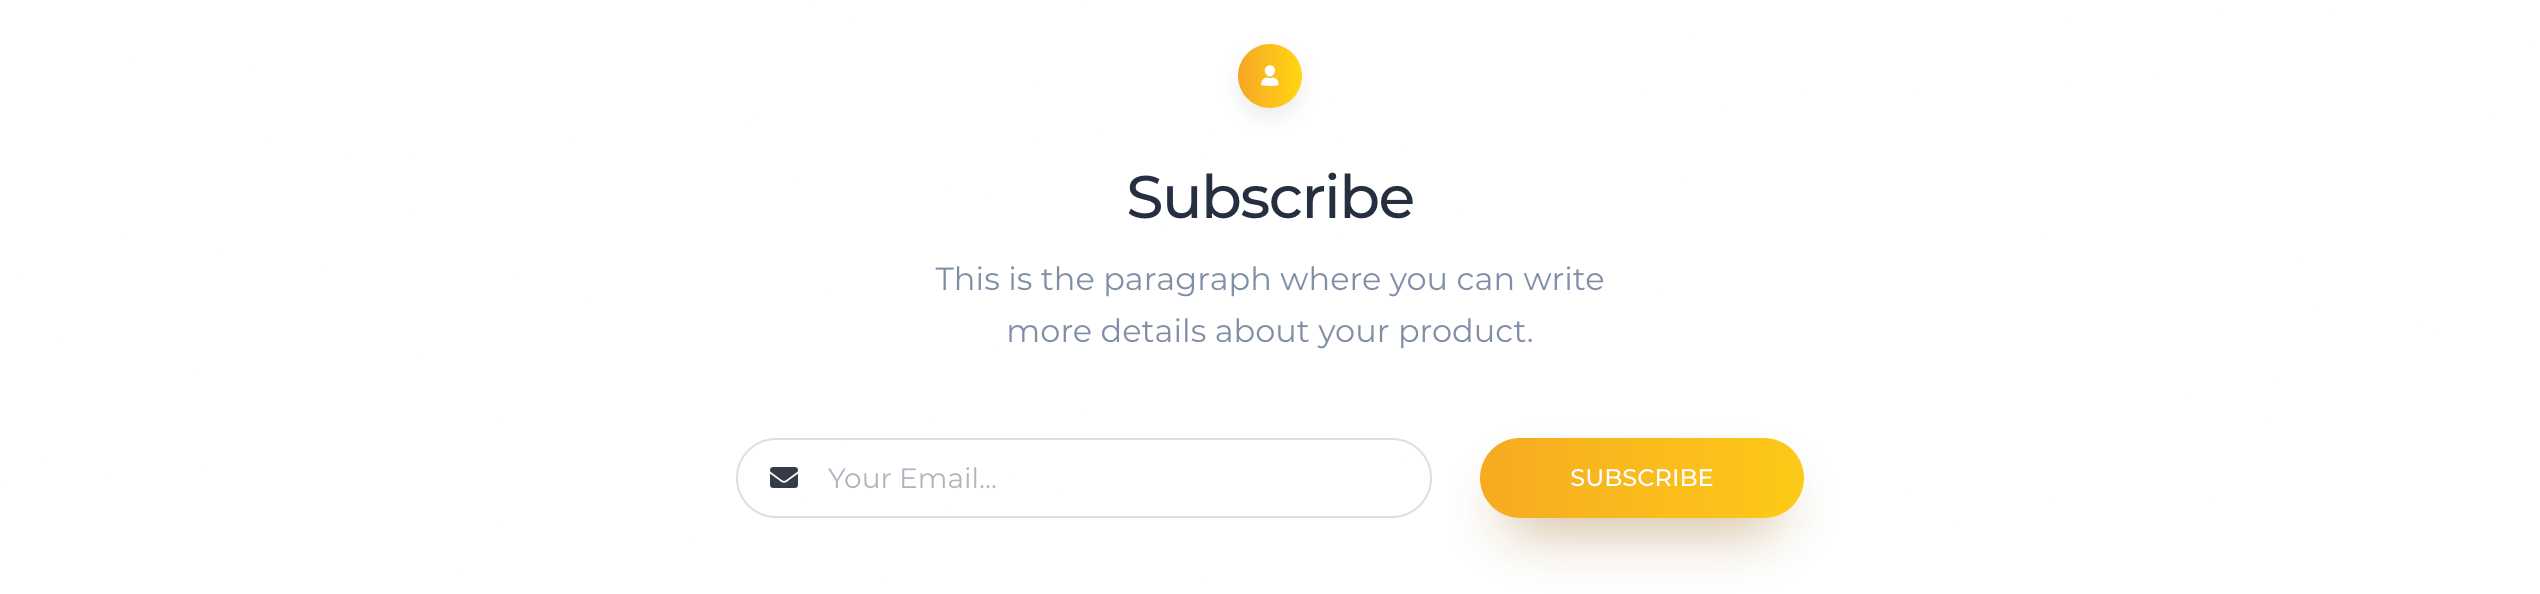 Subscribe
This is the paragraph where you can write
more details about your product.
Your Email...
SUBSCRIBE